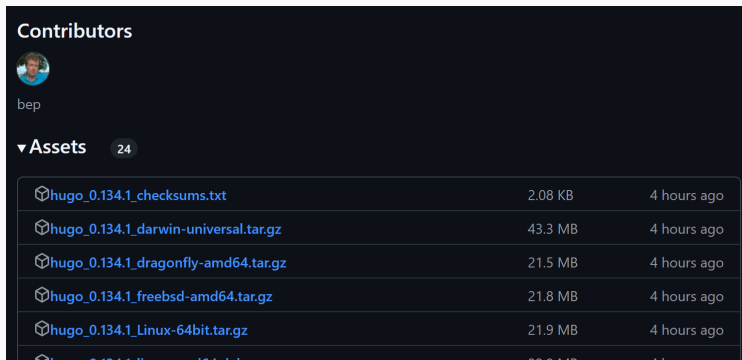 Contributors
bep
Assets 24
hugo_0.134.1_checksums.txt 2.08 KB 4 hours ago
hugo_0.134.1_darwin-universal.tar.gz 43.3 MB 4 hours ago
hugo_0.134.1_dragonfly-amd64.tar.gz 21.5 MB 4 hours ago
hugo_0.134.1_freebsd-amd64.tar.gz 21.8 MB 4 hours ago
hugo_0.134.1_Linux-64bit.tar.gz 21.9 MB 4 hours ago